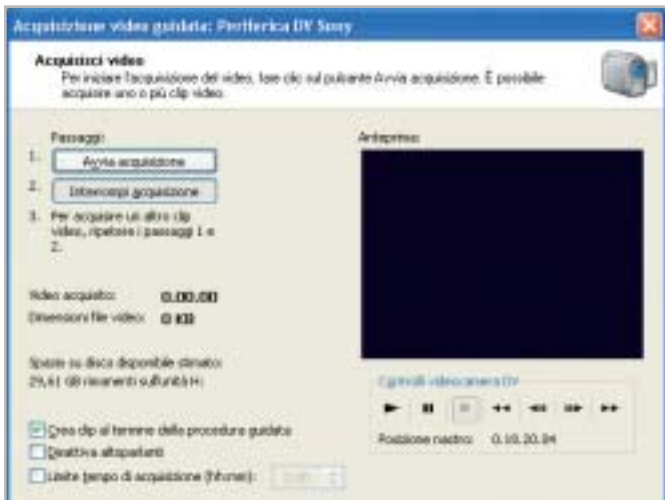 Acquisizione video guidata: Periferica DV Sony
Acquisisci video
Per iniziare l'acquisizione del video, fare clic sul pulsante Avvia acquisizione. È possibile
acquisire uno o più clip video.
Passaggi:
1. Avvia acquisizione
2. Interrompi acquisizione
3. Per acquisire un altro clip
video, ripetere i passaggi 1 e
2.
Video acquisito: 0.00.00
Dimensioni file video: 0 KB
Spazio su disco disponibile stimato:
29,61 GB rimanenti sull'unità H:
Crea clip al termine della procedura guidata
Disattiva altoparlanti
Limite tempo di acquisizione (hh:mm):
Anteprima:
Controlli videocamera DV
Posizione nastro: 0.18.20.04